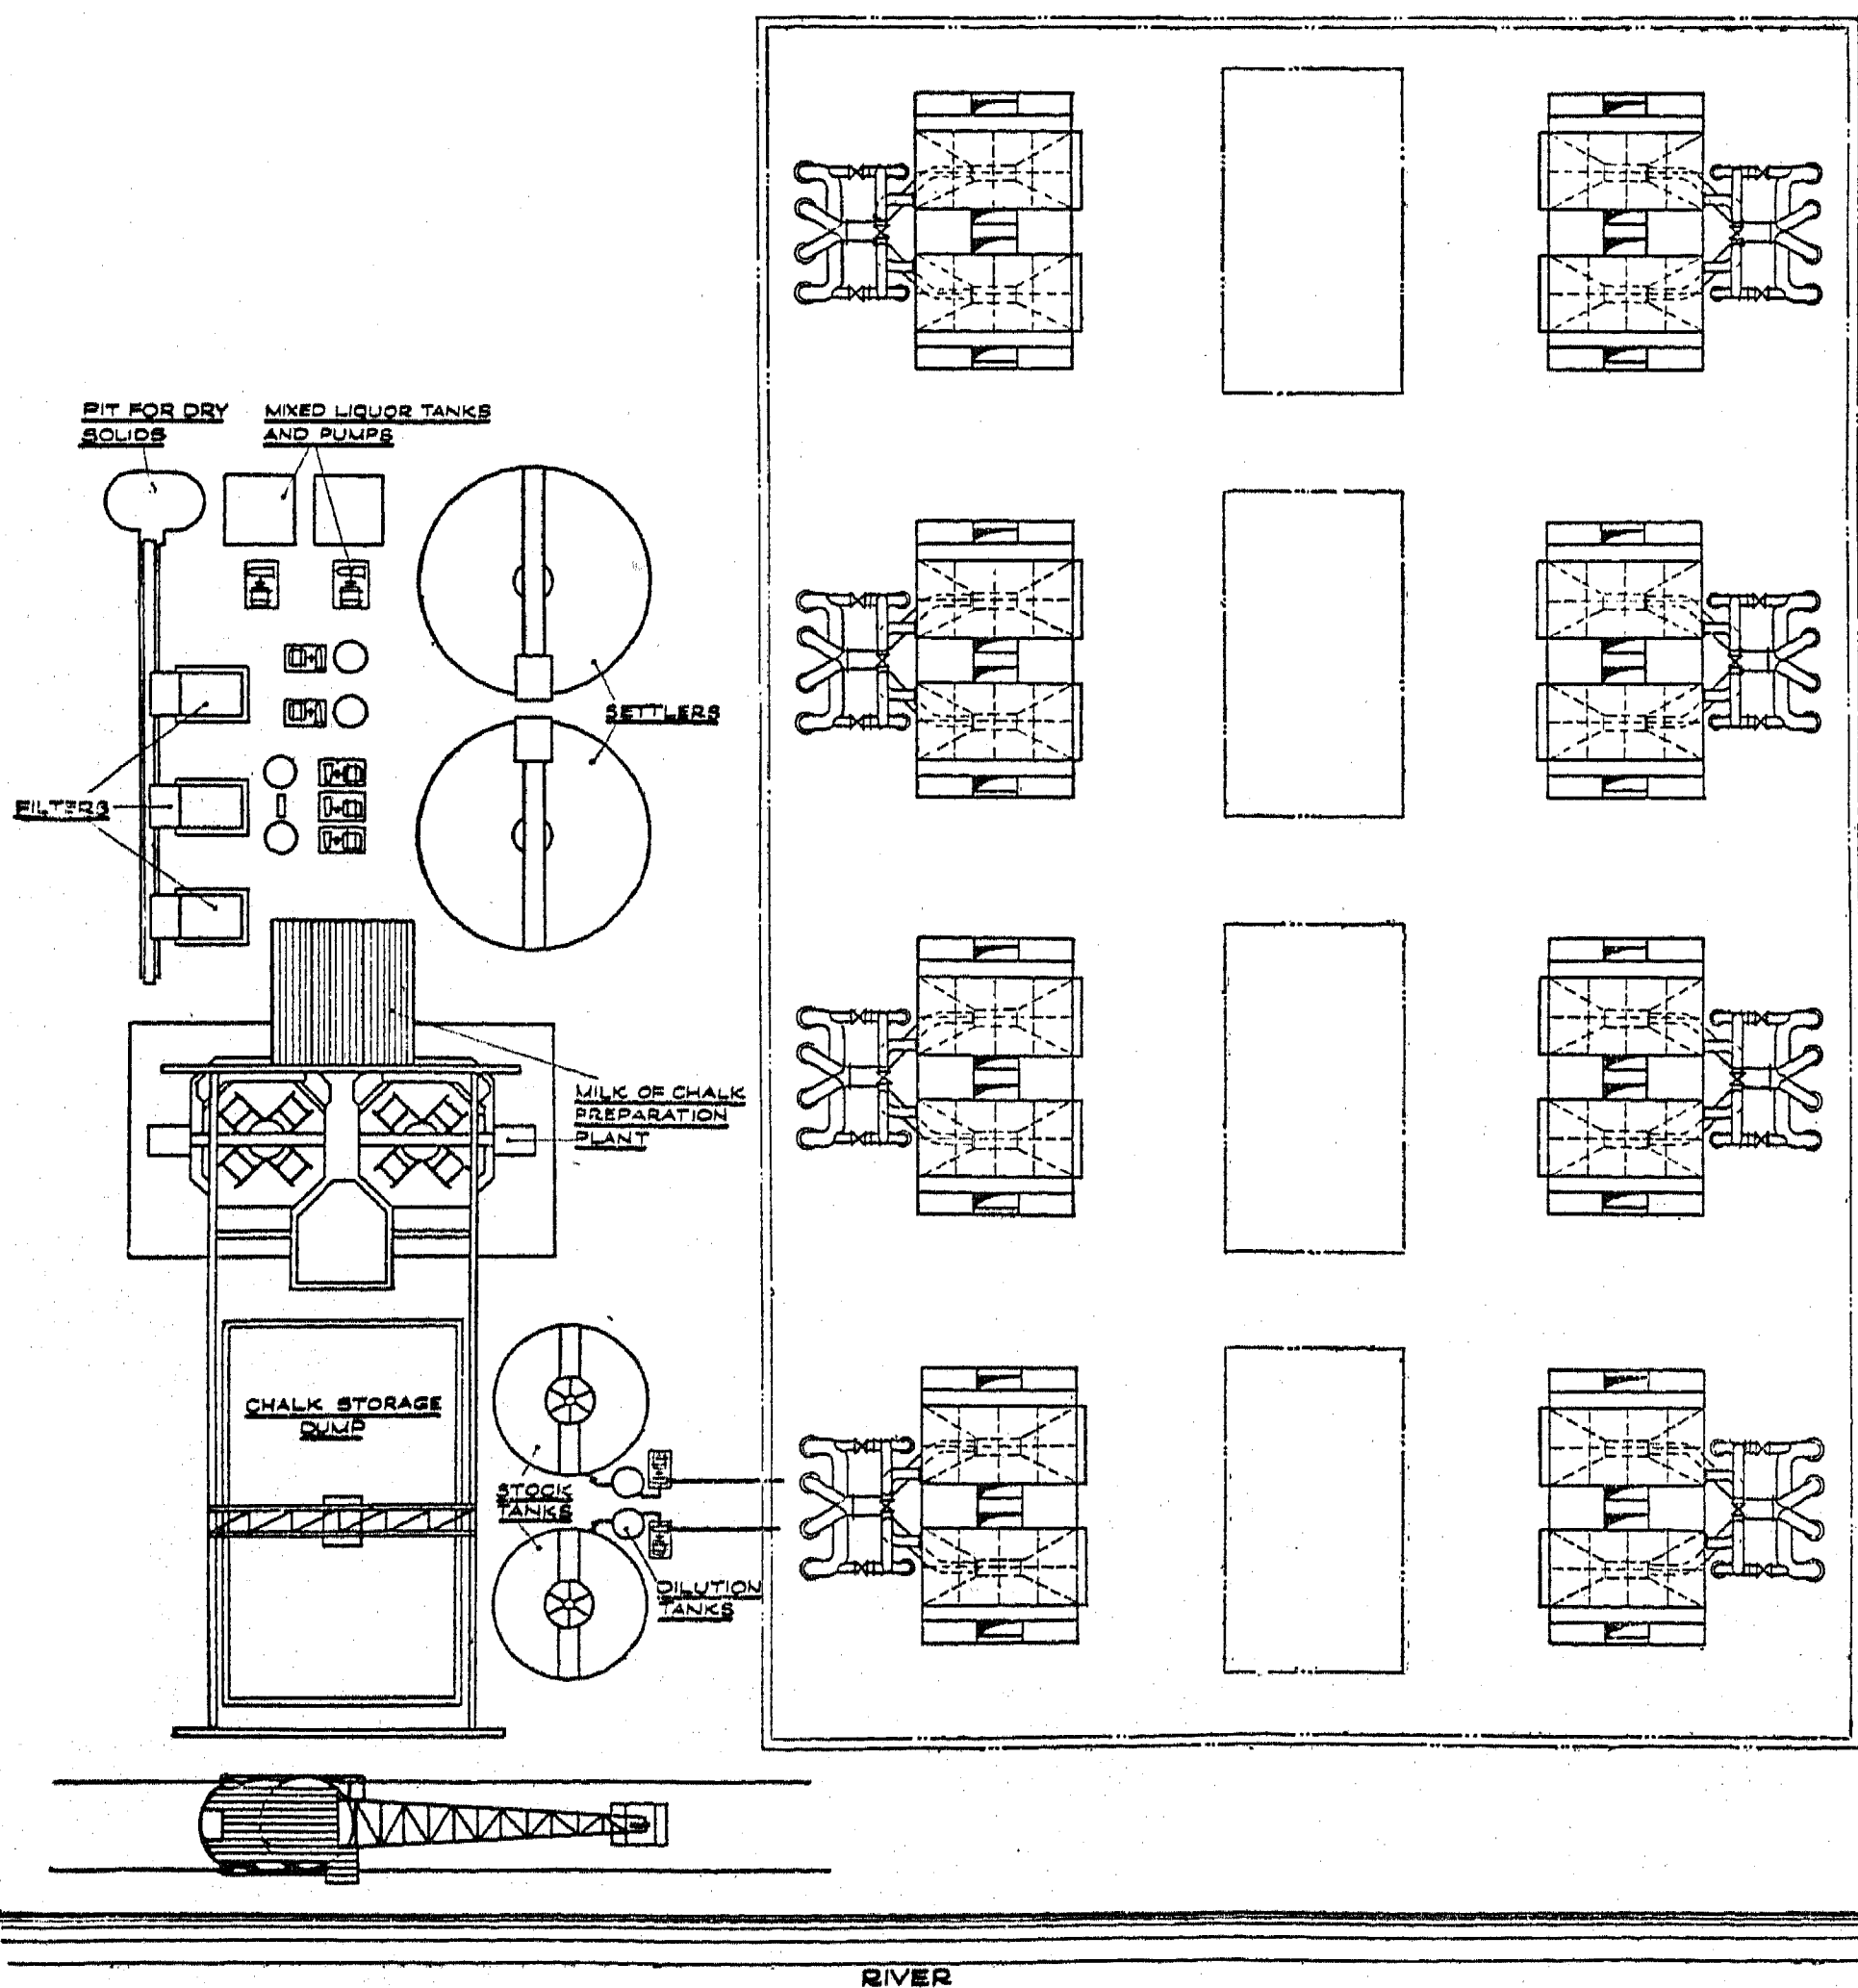 PIT FOR DRY
SOLIDS
MIXED LIQUOR TANKS
AND PUMPS
SETTLERS
FILTERS
MILK OF CHALK
PREPARATION
PLANT
CHALK STORAGE
DUMP
STOCK
TANKS
DILUTION
TANKS
RIVER